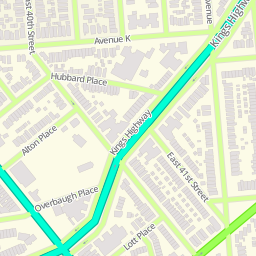 East 40th Street
Avenue K
Kings Highway
Avenue
Hubbard Place
Kings Highway
Alton Place
East 41st Street
Overbaugh Place
Lott Place